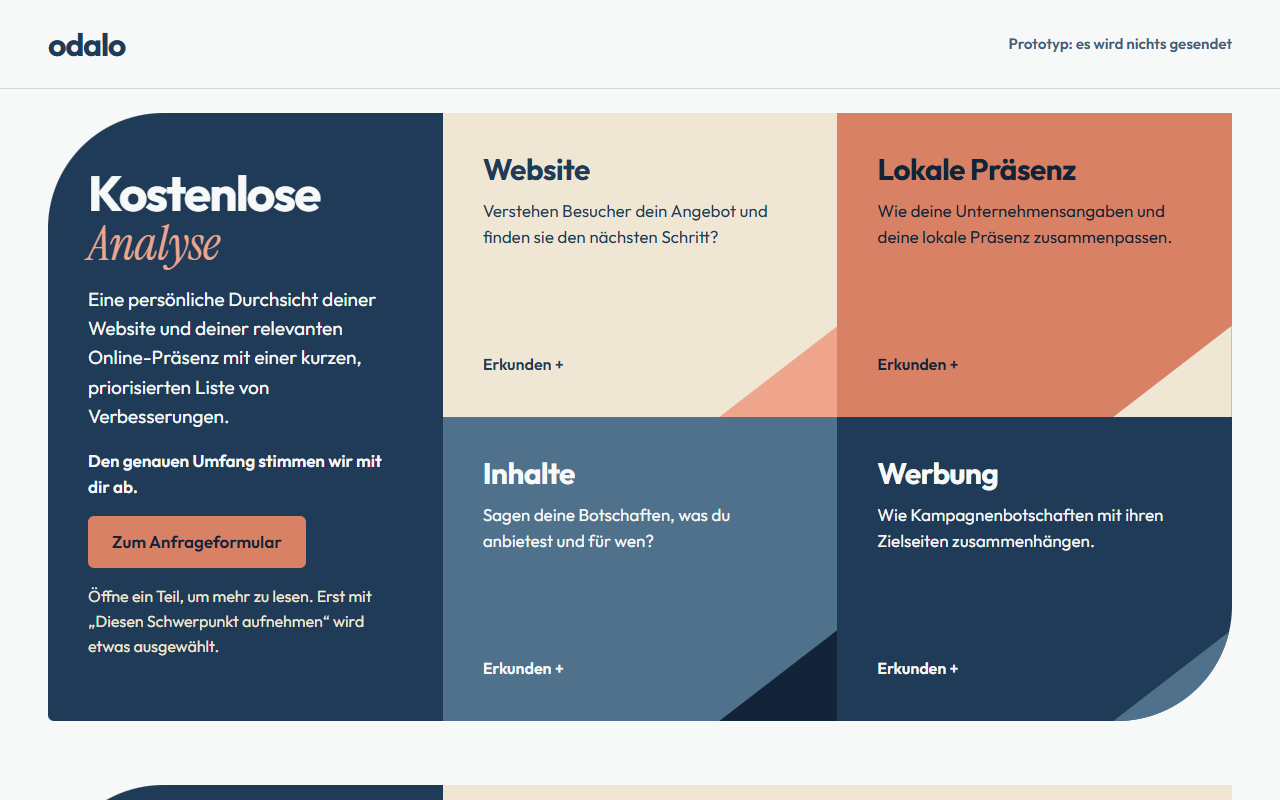 odalo
Prototyp: es wird nichts gesendet
Kostenlose
Analyse
Eine persönliche Durchsicht deiner
Website und deiner relevanten
Online-Präsenz mit einer kurzen,
priorisierten Liste von
Verbesserungen.
Den genauen Umfang stimmen wir mit
dir ab.
Zum Anfrageformular
Öffne ein Teil, um mehr zu lesen. Erst mit
„Diesen Schwerpunkt aufnehmen“ wird
etwas ausgewählt.
Website
Verstehen Besucher dein Angebot und
finden sie den nächsten Schritt?
Erkunden +
Lokale Präsenz
Wie deine Unternehmensangaben und
deine lokale Präsenz zusammenpassen.
Erkunden +
Inhalte
Sagen deine Botschaften, was du
anbietest und für wen?
Erkunden +
Werbung
Wie Kampagnenbotschaften mit ihren
Zielseiten zusammenhängen.
Erkunden +